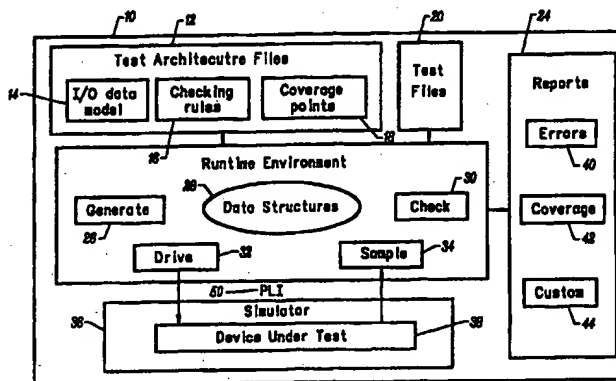 10
12
20
24
Test Architecutre Files
14
I/O data model
Checking rules
Coverage points
16
18
Test Files
Reports
Errors
40
Coverage
42
Custom
44
Runtime Environment
Generate
26
28
Data Structures
30
Check
Drive
32
Sample
34
PLI
Simulator
36
Device Under Test
38